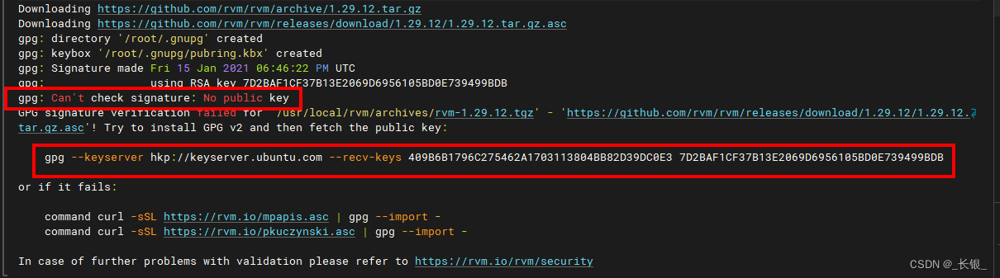 Downloading https://github.com/rvm/rvm/archive/1.29.12.tar.gz
Downloading https://github.com/rvm/rvm/releases/download/1.29.12/1.29.12.tar.gz.asc
gpg: directory '/root/.gnupg' created
gpg: keybox '/root/.gnupg/pubring.kbx' created
gpg: Signature made Fri 15 Jan 2021 06:46:22 PM UTC
gpg:                using RSA key 7D2BAF1CF37B13E2069D6956105BD0E739499BDB
gpg: Can't check signature: No public key
GPG signature verification failed for '/usr/local/rvm/archives/rvm-1.29.12.tgz' - 'https://github.com/rvm/rvm/releases/download/1.29.12/1.29.12.
tar.gz.asc'! Try to install GPG v2 and then fetch the public key:
gpg --keyserver hkp://keyserver.ubuntu.com --recv-keys 409B6B1796C275462A1703113804BB82D39DC0E3 7D2BAF1CF37B13E2069D6956105BD0E739499BDB
or if it fails:
command curl -sSL https://rvm.io/mpapis.asc | gpg --import -
command curl -sSL https://rvm.io/pkuczynski.asc | gpg --import -
In case of further problems with validation please refer to https://rvm.io/rvm/security
CSDN @_长银_